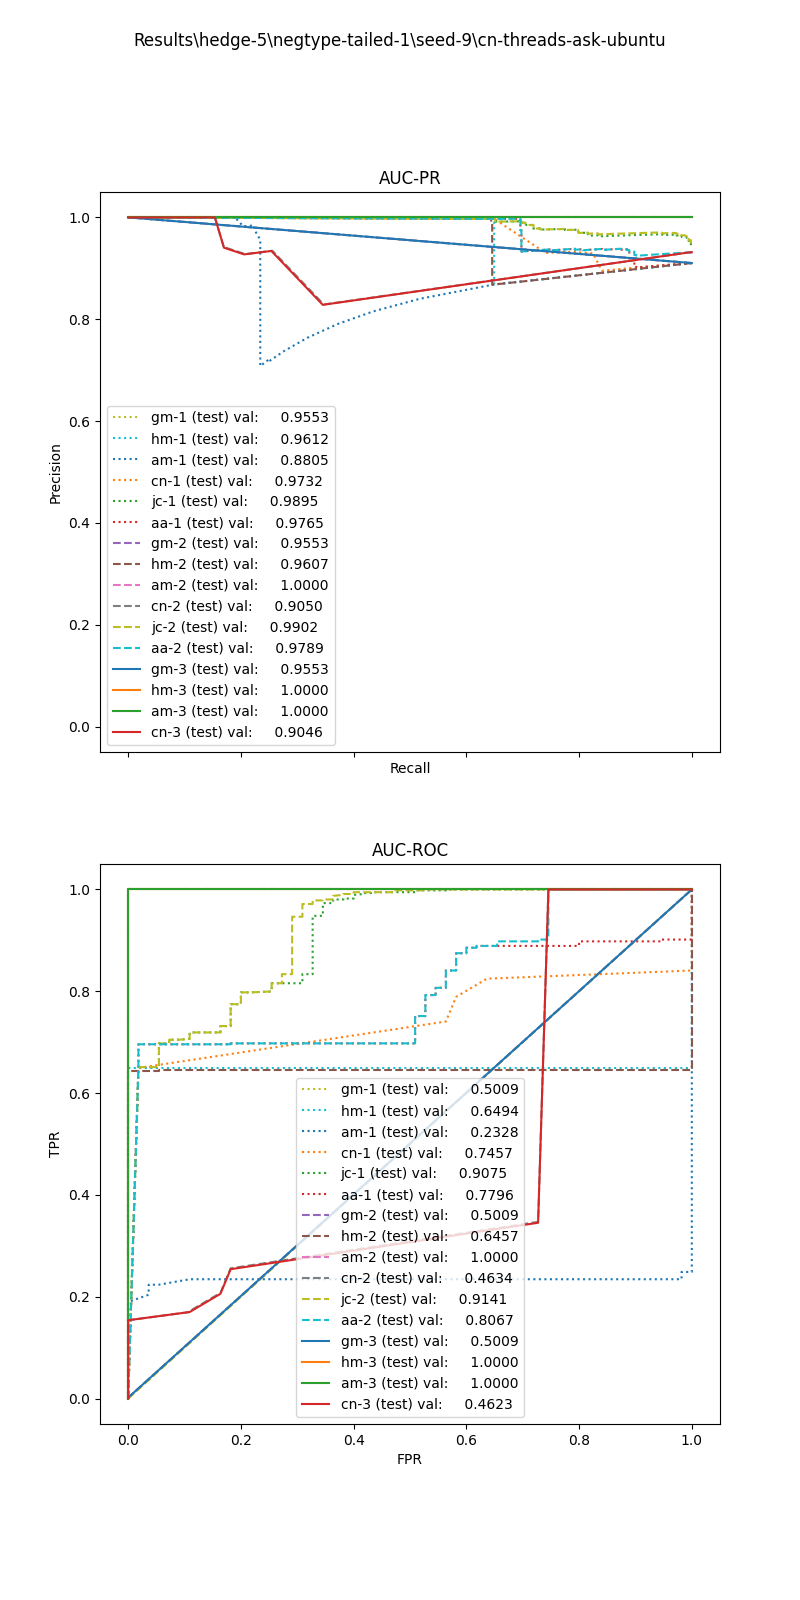 Results\hedge-5\negtype-tailed-1\seed-9\cn-threads-ask-ubuntu
AUC-PR
1.0
0.8
0.6
0.4
0.2
0.0
Precision
gm-1 (test) val: 0.9553
hm-1 (test) val: 0.9612
am-1 (test) val: 0.8805
cn-1 (test) val: 0.9732
jc-1 (test) val: 0.9895
aa-1 (test) val: 0.9765
gm-2 (test) val: 0.9553
hm-2 (test) val: 0.9607
am-2 (test) val: 1.0000
cn-2 (test) val: 0.9050
jc-2 (test) val: 0.9902
aa-2 (test) val: 0.9789
gm-3 (test) val: 0.9553
hm-3 (test) val: 1.0000
am-3 (test) val: 1.0000
cn-3 (test) val: 0.9046
Recall
AUC-ROC
1.0
0.8
0.6
0.4
0.2
0.0
TPR
gm-1 (test) val: 0.5009
hm-1 (test) val: 0.6494
am-1 (test) val: 0.2328
cn-1 (test) val: 0.7457
jc-1 (test) val: 0.9075
aa-1 (test) val: 0.7796
gm-2 (test) val: 0.5009
hm-2 (test) val: 0.6457
am-2 (test) val: 1.0000
cn-2 (test) val: 0.4634
jc-2 (test) val: 0.9141
aa-2 (test) val: 0.8067
gm-3 (test) val: 0.5009
hm-3 (test) val: 1.0000
am-3 (test) val: 1.0000
cn-3 (test) val: 0.4623
0.0 0.2 0.4 0.6 0.8 1.0
FPR